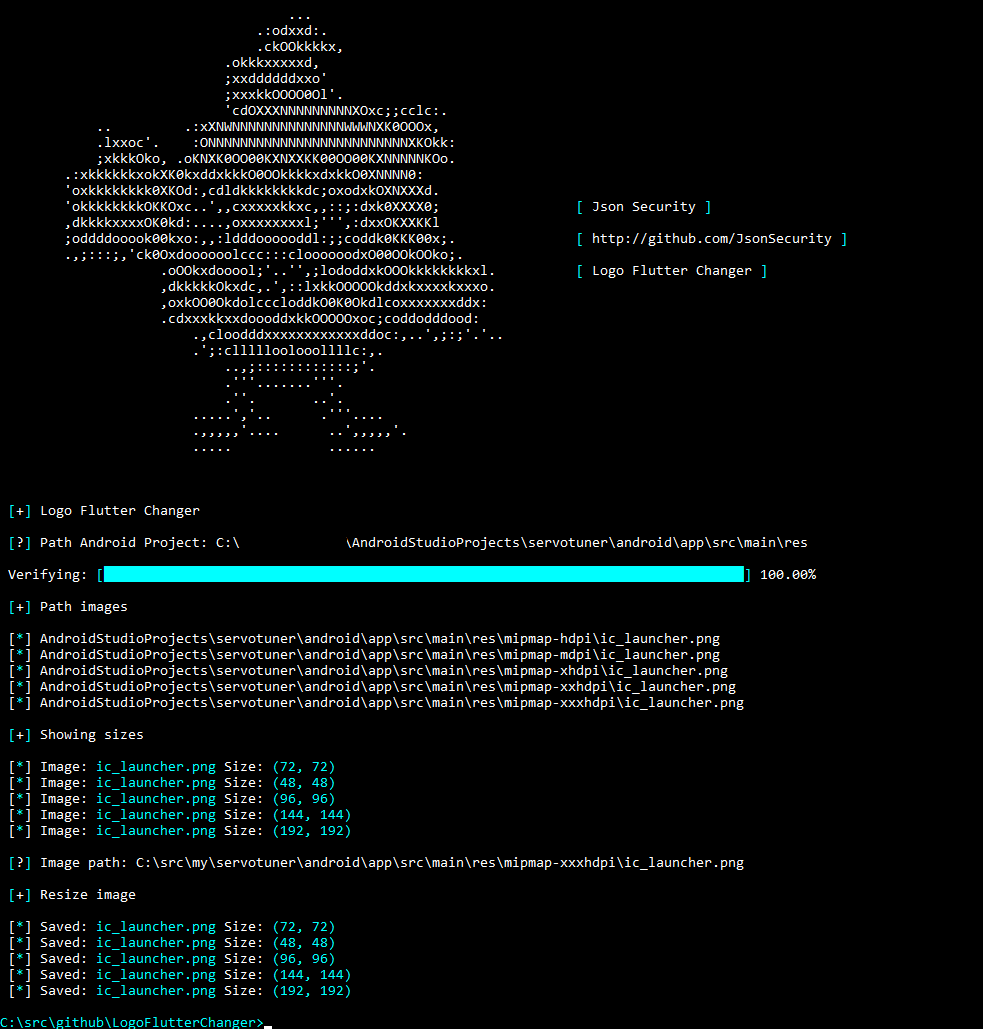 [ Json Security ]
[ http://github.com/JsonSecurity ]
[ Logo Flutter Changer ]
[+] Logo Flutter Changer
[?] Path Android Project: C:\ \AndroidStudioProjects\servotuner\android\app\src\main\res
Verifying: [ ] 100.00%
[+] Path images
[*] AndroidStudioProjects\servotuner\android\app\src\main\res\mipmap-hdpi\ic_launcher.png
[*] AndroidStudioProjects\servotuner\android\app\src\main\res\mipmap-mdpi\ic_launcher.png
[*] AndroidStudioProjects\servotuner\android\app\src\main\res\mipmap-xhdpi\ic_launcher.png
[*] AndroidStudioProjects\servotuner\android\app\src\main\res\mipmap-xxhdpi\ic_launcher.png
[*] AndroidStudioProjects\servotuner\android\app\src\main\res\mipmap-xxxhdpi\ic_launcher.png
[+] Showing sizes
[*] Image: ic_launcher.png Size: (72, 72)
[*] Image: ic_launcher.png Size: (48, 48)
[*] Image: ic_launcher.png Size: (96, 96)
[*] Image: ic_launcher.png Size: (144, 144)
[*] Image: ic_launcher.png Size: (192, 192)
[?] Image path: C:\src\my\servotuner\android\app\src\main\res\mipmap-xxxhdpi\ic_launcher.png
[+] Resize image
[*] Saved: ic_launcher.png Size: (72, 72)
[*] Saved: ic_launcher.png Size: (48, 48)
[*] Saved: ic_launcher.png Size: (96, 96)
[*] Saved: ic_launcher.png Size: (144, 144)
[*] Saved: ic_launcher.png Size: (192, 192)
C:\src\github\LogoFlutterChanger>